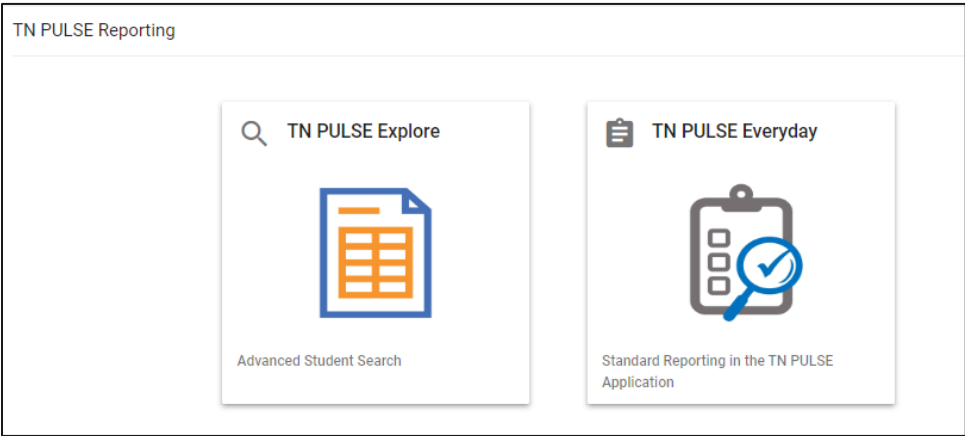 TN PULSE Reporting
TN PULSE Explore
Advanced Student Search
TN PULSE Everyday
Standard Reporting in the TN PULSE
Application